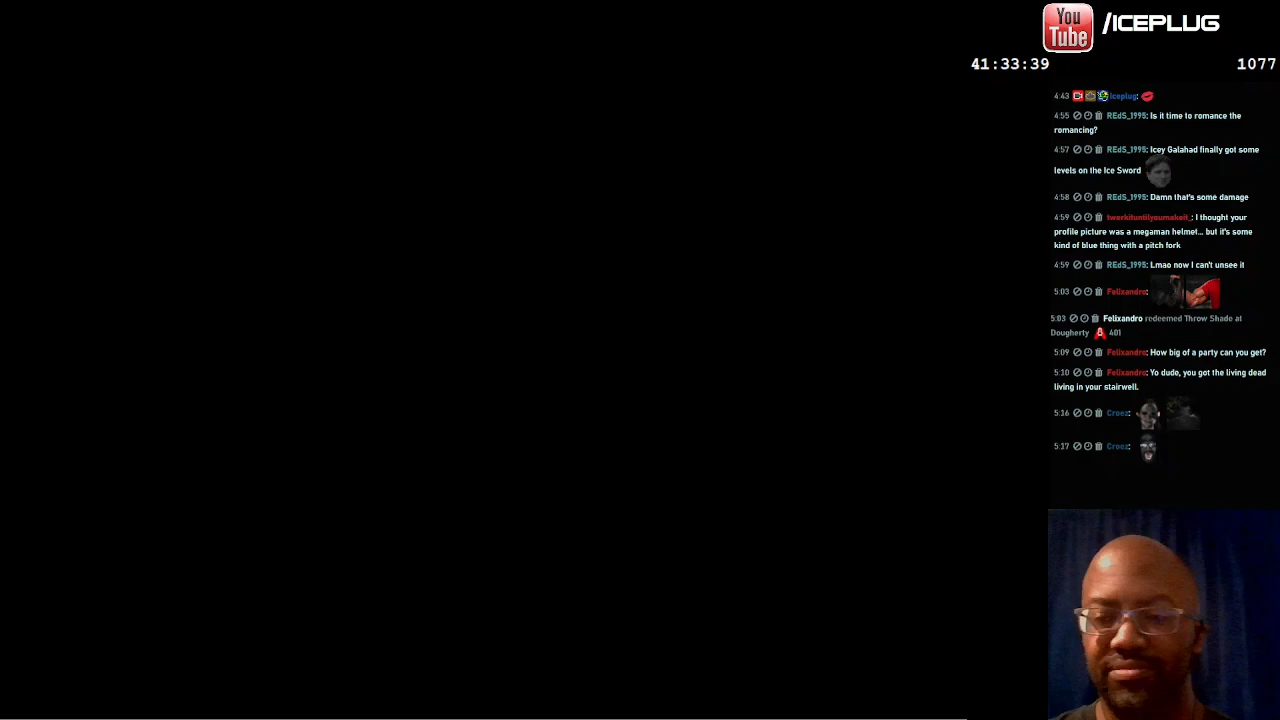 You
Tube
/ICEPLUG
41:33:39
1077
4:43 Iceplug:
4:55 REdS_1995: Is it time to romance the
romancing?
4:57 REdS_1995: Icey Galahad finally got some
levels on the Ice Sword
4:58 REdS_1995: Damn that's some damage
4:59 twerkituntilyoumakeit_: I thought your
profile picture was a megaman helmet... but it's some
kind of blue thing with a pitch fork
4:59 REdS_1995: Lmao now I can't unsee it
5:03 Felixandro:
5:03 Felixandro redeemed Throw Shade at
Dougherty 401
5:09 Felixandro: How big of a party can you get?
5:10 Felixandro: Yo dude, you got the living dead
living in your stairwell.
5:16 Croez:
5:17 Croez: